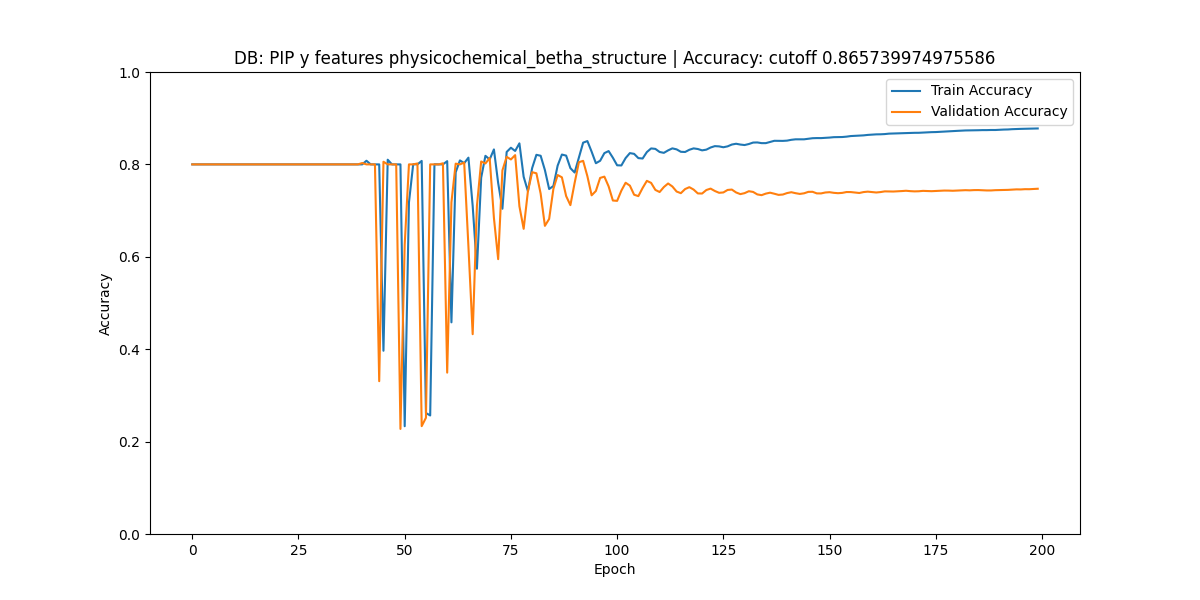 DB: PIP y features physicochemical_betha_structure | Accuracy: cutoff 0.865739974975586
Train Accuracy
Validation Accuracy
1.0
0.8
0.6
0.4
0.2
0.0
Accuracy
0 25 50 75 100 125 150 175 200
Epoch